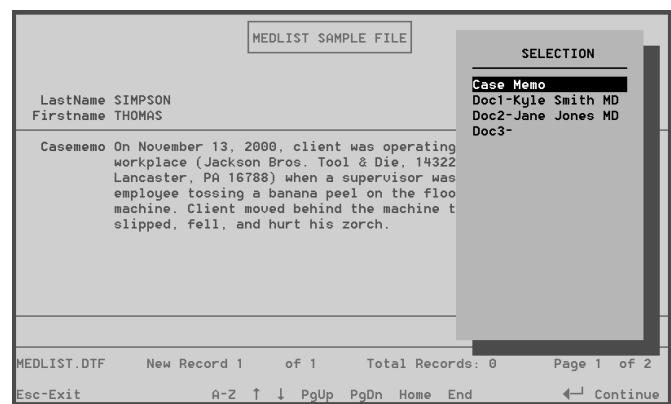 MEDLIST SAMPLE FILE
SELECTION
Case Memo
Doc1-Kyle Smith MD
Doc2-Jane Jones MD
Doc3-
LastName SIMPSON
Firstname THOMAS
Casememo On November 13, 2000, client was operating
workplace (Jackson Bros. Tool & Die, 14322
Lancaster, PA 16788) when a supervisor was
employee tossing a banana peel on the floo
machine. Client moved behind the machine t
slipped, fell, and hurt his zorch.
MEDLIST.DTF New Record 1 of 1 Total Records: 0 Page 1 of 2
Esc-Exit A-Z ↑ ↓ PgUp PgDn Home End ↵ Continue